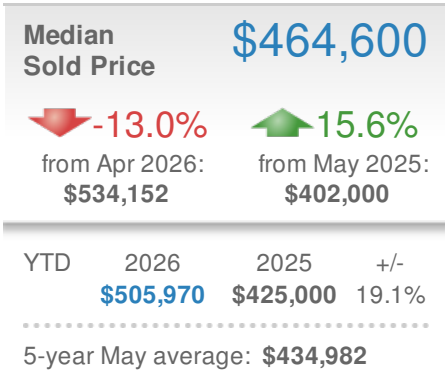 Median $464,600
Sold Price
-13.0% 15.6%
from Apr 2026: from May 2025:
$534,152 $402,000
YTD 2026 2025 +/-
$505,970 $425,000 19.1%
5-year May average: $434,982